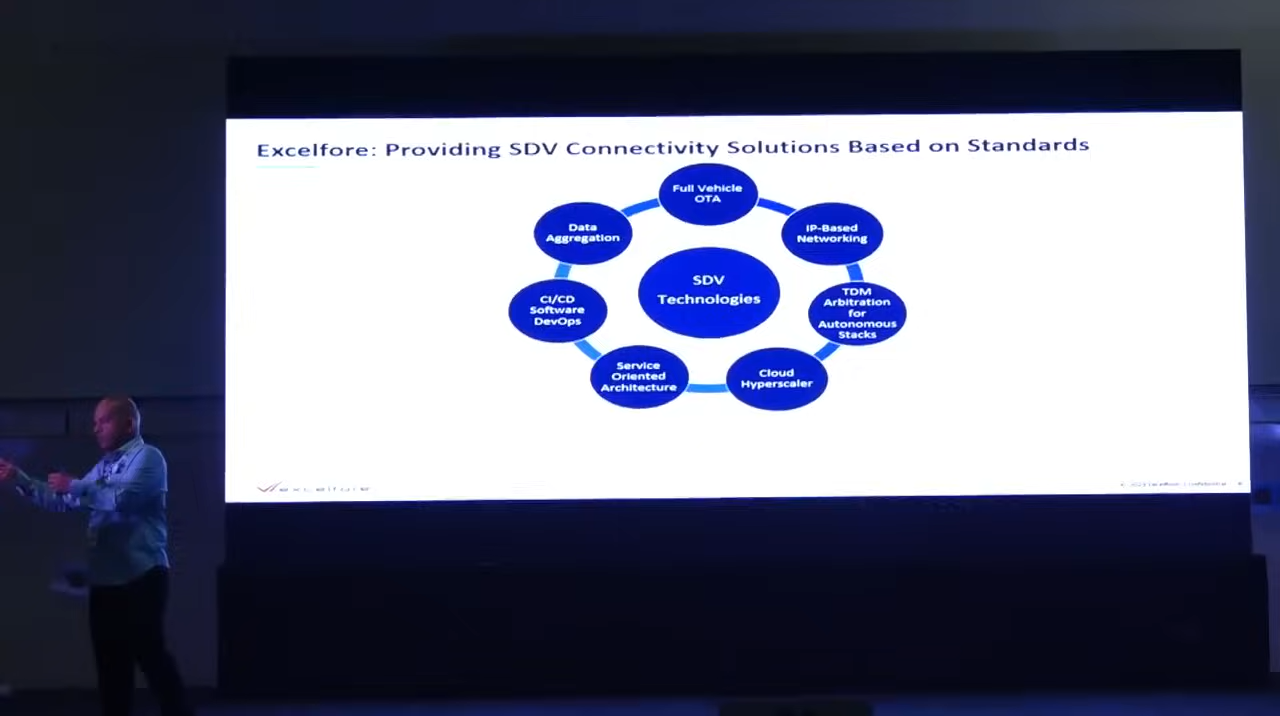 Excelfore: Providing SDV Connectivity Solutions Based on Standards
Full Vehicle
OTA
IP-Based
Networking
TDM
Arbitration
for
Autonomous
Stacks
Cloud
Hyperscaler
Service
Oriented
Architecture
CI/CD
Software
DevOps
Data
Aggregation
SDV
Technologies
excelfore